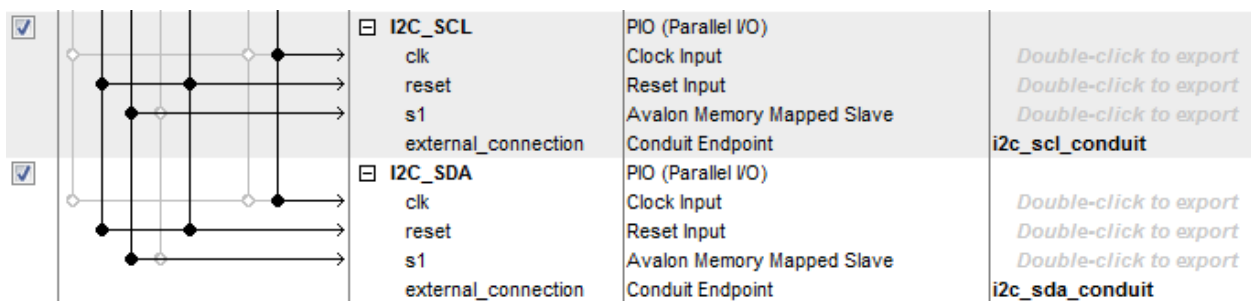 I2C_SCL PIO (Parallel I/O)
clk Clock Input Double-click to export
reset Reset Input Double-click to export
s1 Avalon Memory Mapped Slave Double-click to export
external_connection Conduit Endpoint i2c_scl_conduit
I2C_SDA PIO (Parallel I/O)
clk Clock Input Double-click to export
reset Reset Input Double-click to export
s1 Avalon Memory Mapped Slave Double-click to export
external_connection Conduit Endpoint i2c_sda_conduit